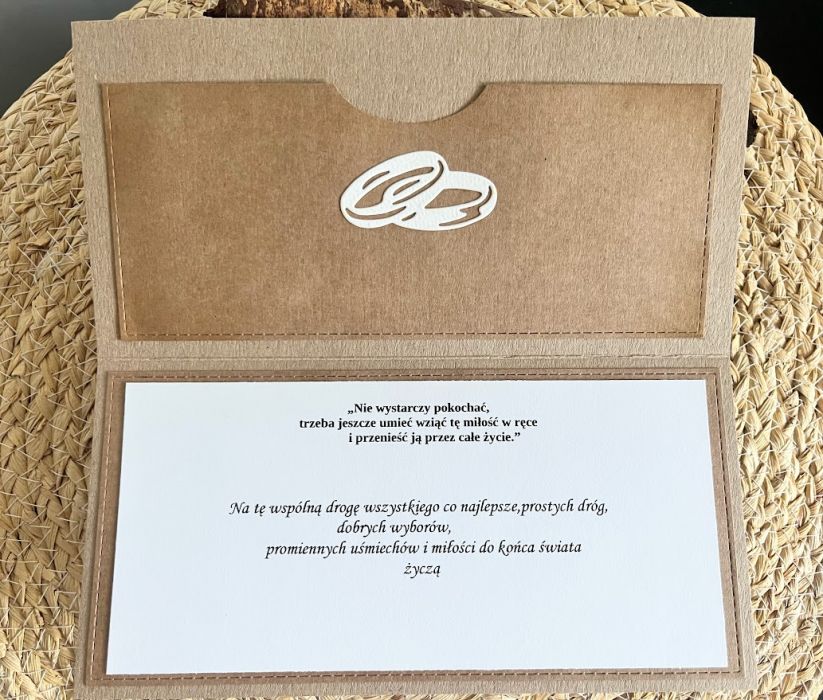 „Nie wystarczy pokochać,
trzeba jeszcze umieć wziąć tę miłość w ręce
i przenieść ją przez całe życie.”
Na tę wspólną drogę wszystkiego co najlepsze,prostych dróg,
dobrych wyborów,
promiennych uśmiechów i miłości do końca świata
życzą